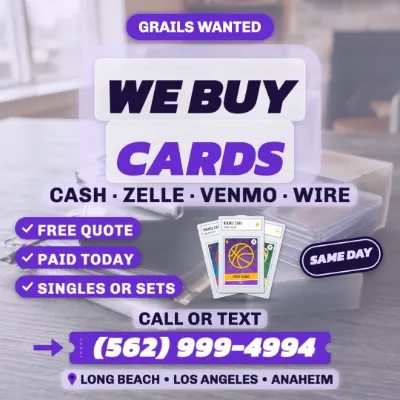 GRAILS WANTED
WE BUY
CARDS
CASH · ZELLE · VENMO · WIRE
FREE QUOTE
PAID TODAY
SINGLES OR SETS
SAME DAY
CALL OR TEXT
(562) 999-4994
LONG BEACH • LOS ANGELES • ANAHEIM